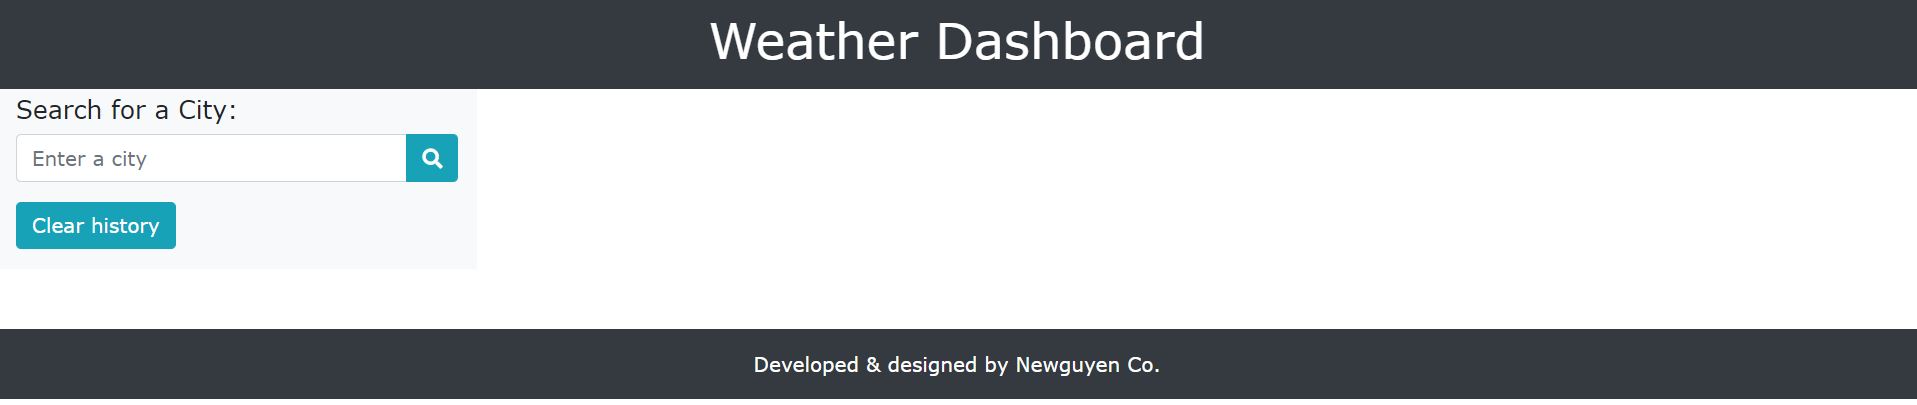 Weather Dashboard
Search for a City:
Enter a city
Clear history
Developed & designed by Newguyen Co.